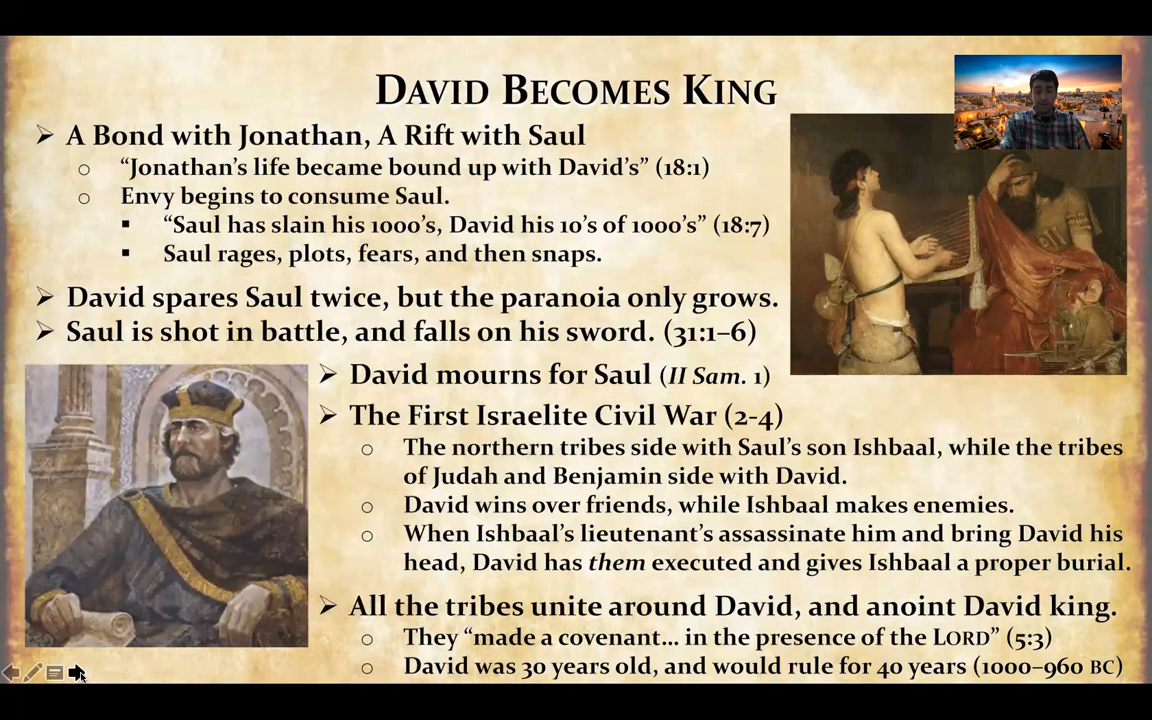 DAVID BECOMES KING
➢ A Bond with Jonathan, A Rift with Saul
o "Jonathan's life became bound up with David's" (18:1)
o Envy begins to consume Saul.
▪ "Saul has slain his 1000's, David his 10's of 1000's" (18:7)
▪ Saul rages, plots, fears, and then snaps.
➢ David spares Saul twice, but the paranoia only grows.
➢ Saul is shot in battle, and falls on his sword. (31:1–6)
➢ David mourns for Saul (II Sam. 1)
➢ The First Israelite Civil War (2-4)
o The northern tribes side with Saul's son Ishbaal, while the tribes
of Judah and Benjamin side with David.
o David wins over friends, while Ishbaal makes enemies.
o When Ishbaal's lieutenant's assassinate him and bring David his
head, David has them executed and gives Ishbaal a proper burial.
➢ All the tribes unite around David, and anoint David king.
o They "made a covenant... in the presence of the LORD" (5:3)
o David was 30 years old, and would rule for 40 years (1000–960 BC)